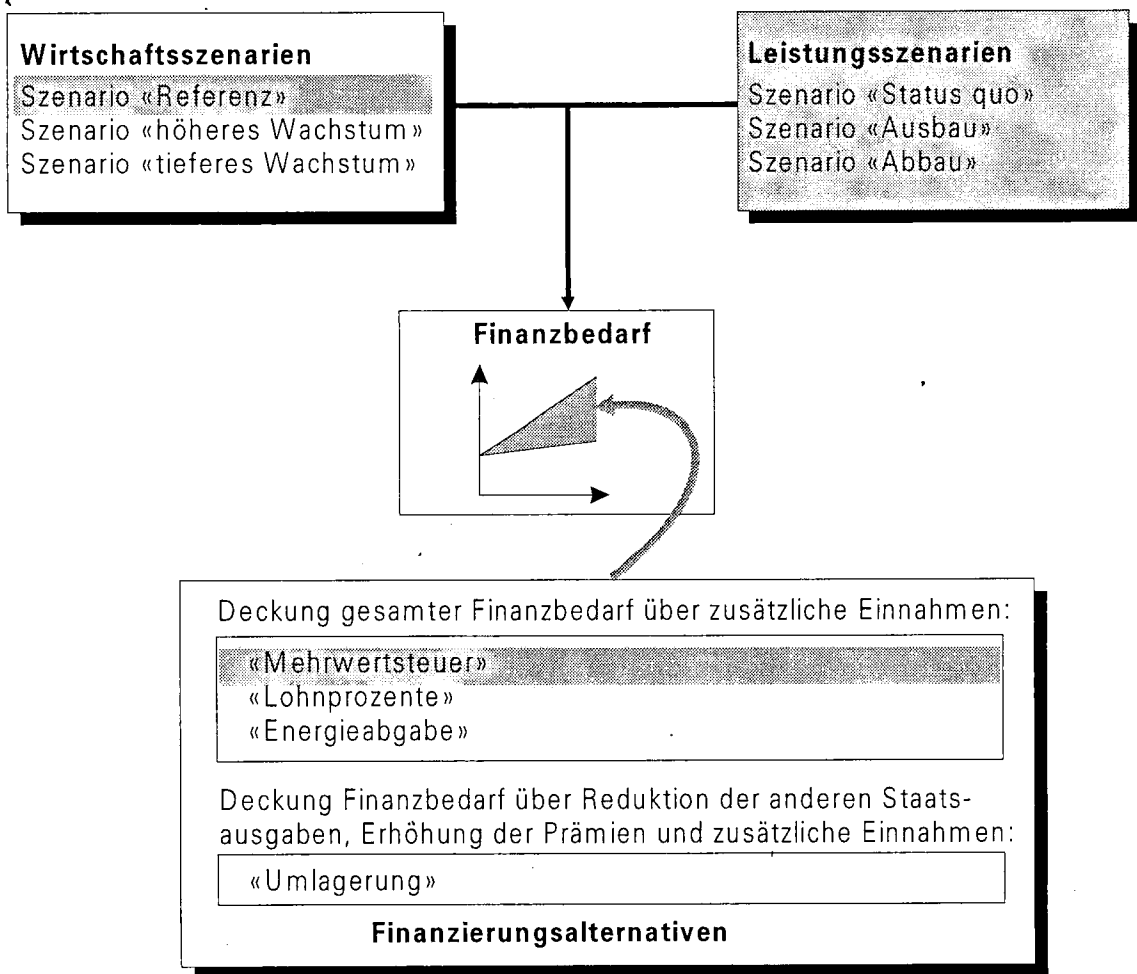 Wirtschaftsszenarien
Szenario «Referenz»
Szenario «höheres Wachstum»
Szenario «tieferes Wachstum»
Leistungsszenarien
Szenario «Status quo»
Szenario «Ausbau»
Szenario «Abbau»
Finanzbedarf
Deckung gesamter Finanzbedarf über zusätzliche Einnahmen:
«Mehrwertsteuer»
«Lohnprozente»
«Energieabgabe»
Deckung Finanzbedarf über Reduktion der anderen Staats-
ausgaben, Erhöhung der Prämien und zusätzliche Einnahmen:
«Umlagerung»
Finanzierungsalternativen